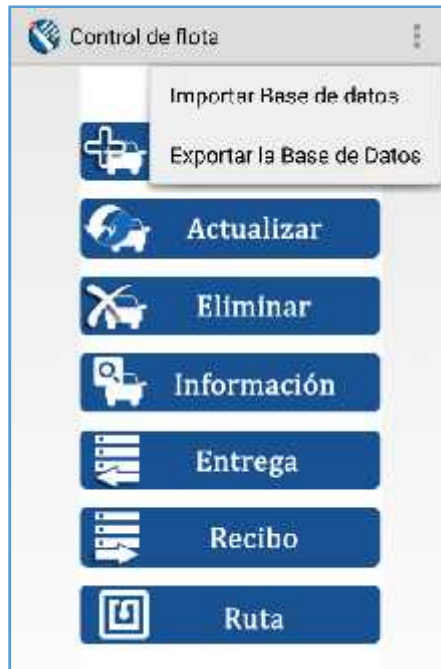 Control de flota
Importar Base de datos
Exportar la Base de Datos
Actualizar
Eliminar
Información
Entrega
Recibo
Ruta